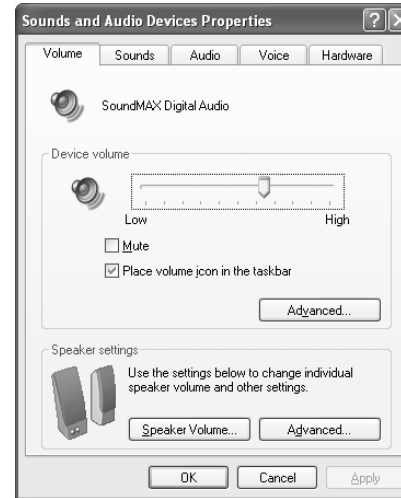 Sounds and Audio Devices Properties
Volume Sounds Audio Voice Hardware
SoundMAX Digital Audio
Device volume
Low High
Mute
Place volume icon in the taskbar
Advanced...
Speaker settings
Use the settings below to change individual
speaker volume and other settings.
Speaker Volume... Advanced...
OK Cancel Apply